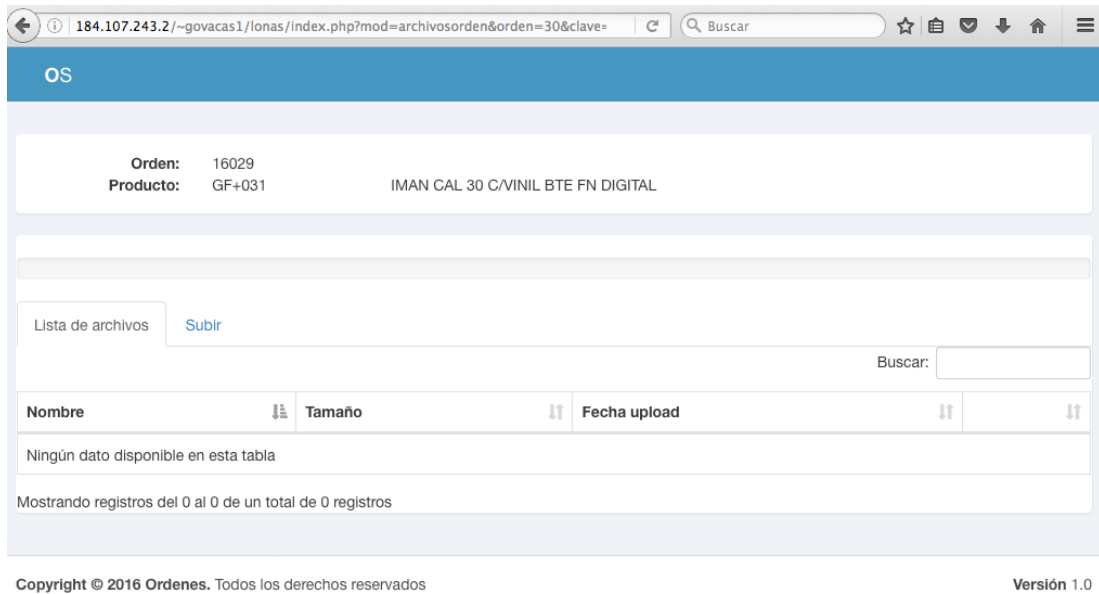 184.107.243.2/~govacas1/lonas/index.php?mod=archivosorden&orden=30&clave=
Buscar
OS
Orden: 16029
Producto: GF+031 IMAN CAL 30 C/VINIL BTE FN DIGITAL
Lista de archivos Subir
Buscar:
Nombre Tamaño Fecha upload
Ningún dato disponible en esta tabla
Mostrando registros del 0 al 0 de un total de 0 registros
Copyright © 2016 Ordenes. Todos los derechos reservados Versión 1.0